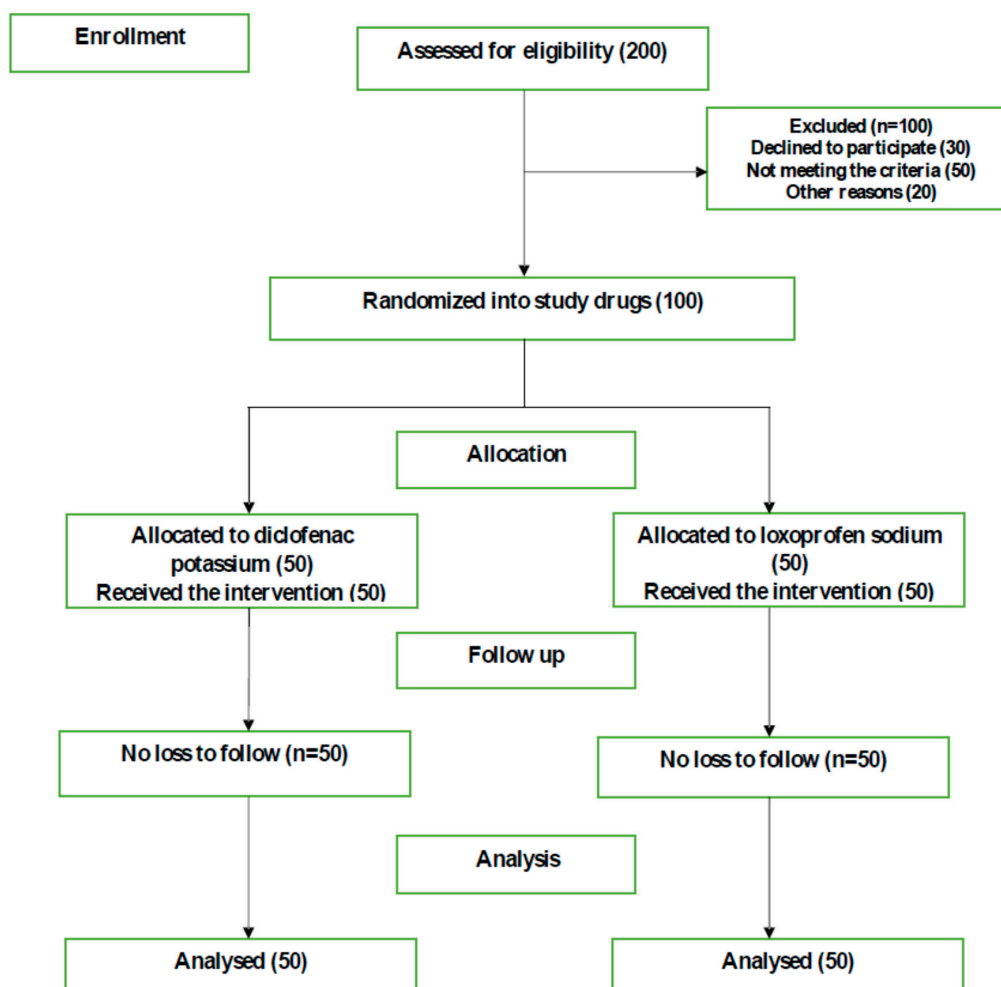 Enrollment
Assessed for eligibility (200)
Excluded (n=100)
Declined to participate (30)
Not meeting the criteria (50)
Other reasons (20)
Randomized into study drugs (100)
Allocation
Allocated to diclofenac
potassium (50)
Received the intervention (50)
Allocated to loxoprofen sodium
(50)
Received the intervention (50)
Follow up
No loss to follow (n=50)
No loss to follow (n=50)
Analysis
Analysed (50)
Analysed (50)